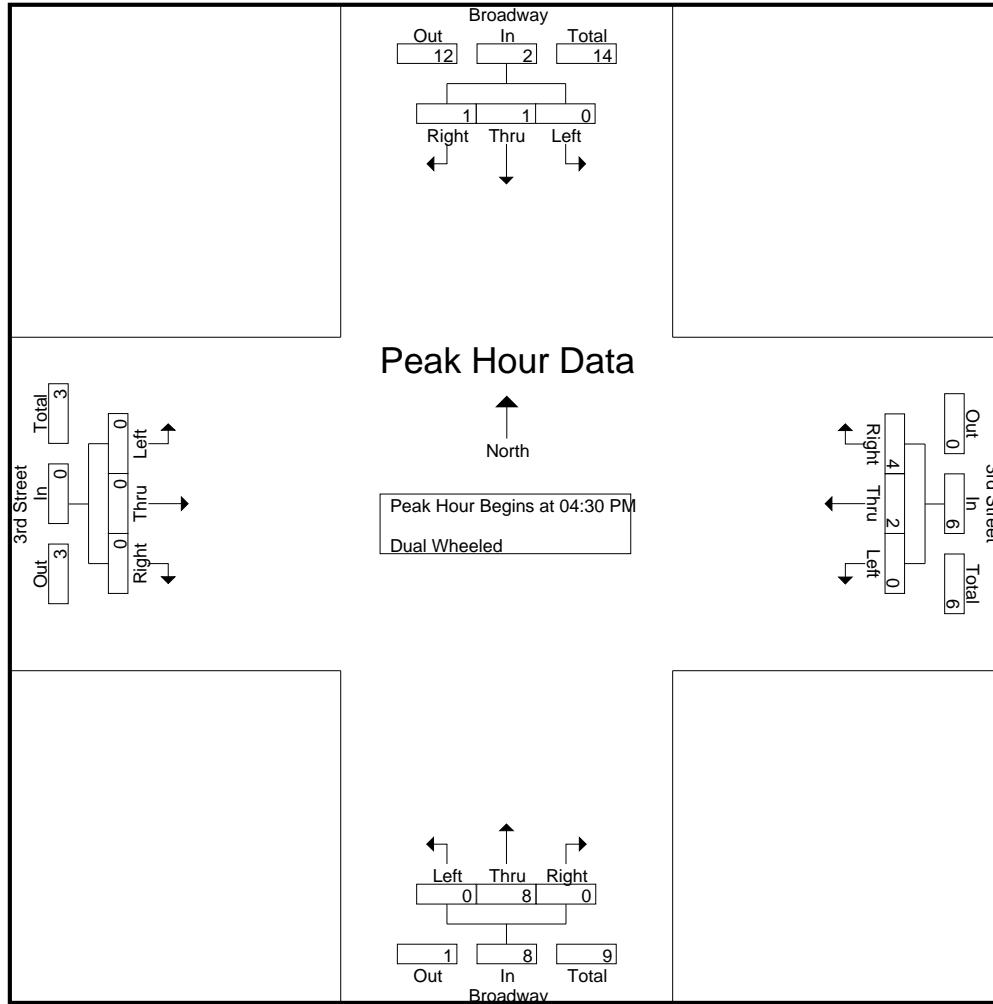 Broadway
Out In Total
12 2 14
1 1 0
Right Thru Left
Peak Hour Data
North
Peak Hour Begins at 04:30 PM
Dual Wheeled
3rd Street
Total In Out
3 0 3
0 0 0
Left Thru Right
3rd Street
Out In Total
0 6 6
4 2 0
Right Thru Left
Left Thru Right
0 8 0
1 8 9
Out In Total
Broadway